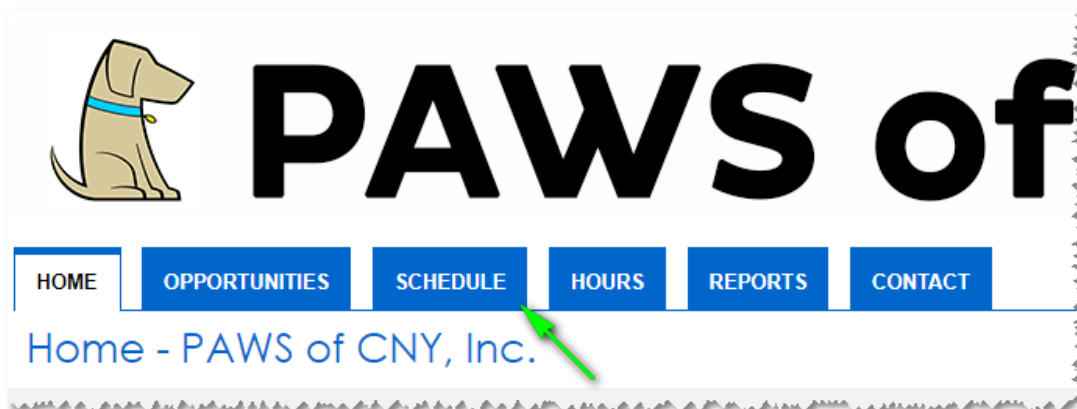 PAWS of
HOME OPPORTUNITIES SCHEDULE HOURS REPORTS CONTACT
Home - PAWS of CNY, Inc.